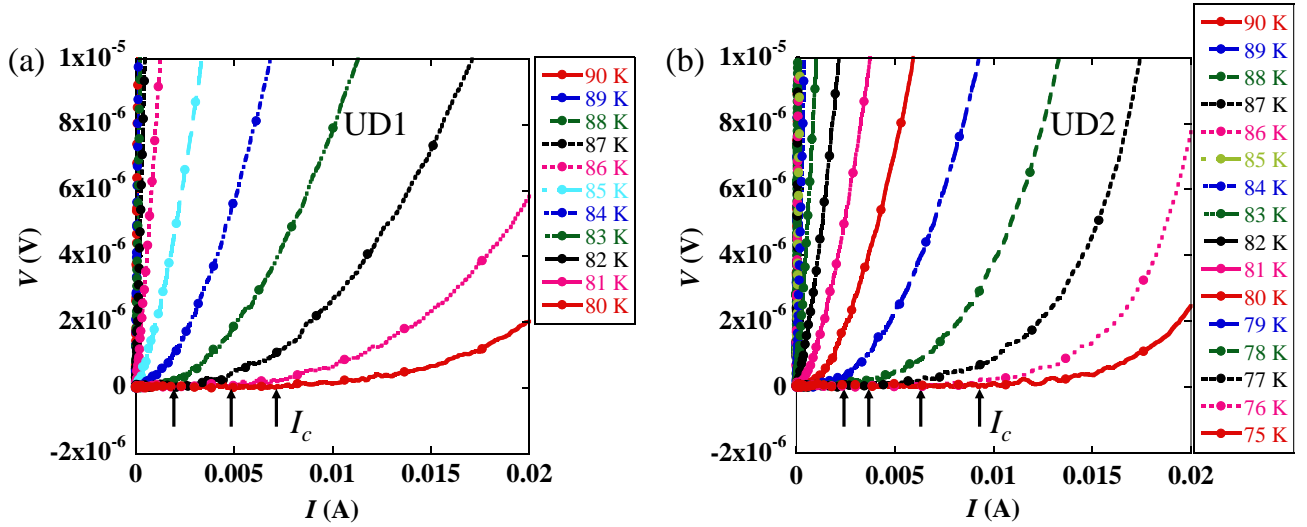 (a)
1x10⁻⁵
8x10⁻⁶
6x10⁻⁶
4x10⁻⁶
2x10⁻⁶
0
-2x10⁻⁶
V (V)
0
0.005
0.01
0.015
0.02
I (A)
UD1
I_c
90 K
89 K
88 K
87 K
86 K
85 K
84 K
83 K
82 K
81 K
80 K
(b)
1x10⁻⁵
8x10⁻⁶
6x10⁻⁶
4x10⁻⁶
2x10⁻⁶
0
-2x10⁻⁶
V (V)
0
0.005
0.01
0.015
0.02
I (A)
UD2
I_c
90 K
89 K
88 K
87 K
86 K
85 K
84 K
83 K
82 K
81 K
80 K
79 K
78 K
77 K
76 K
75 K